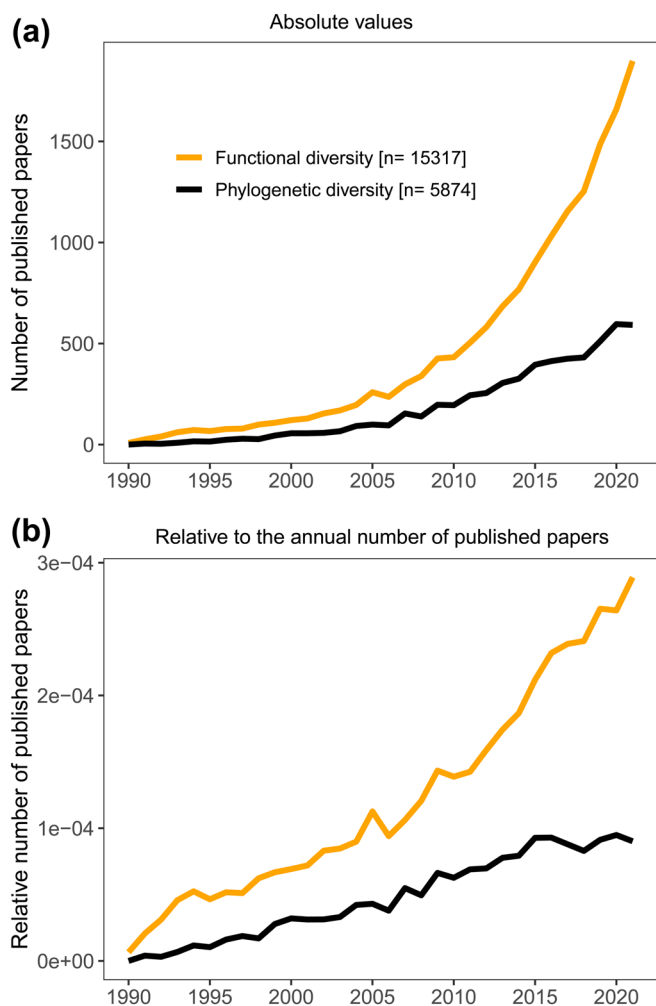 (a)
Absolute values
Number of published papers
1500
1000
500
0
Functional diversity [n= 15317]
Phylogenetic diversity [n= 5874]
1990 1995 2000 2005 2010 2015 2020
(b)
Relative to the annual number of published papers
Relative number of published papers
3e−04
2e−04
1e−04
0e+00
1990 1995 2000 2005 2010 2015 2020